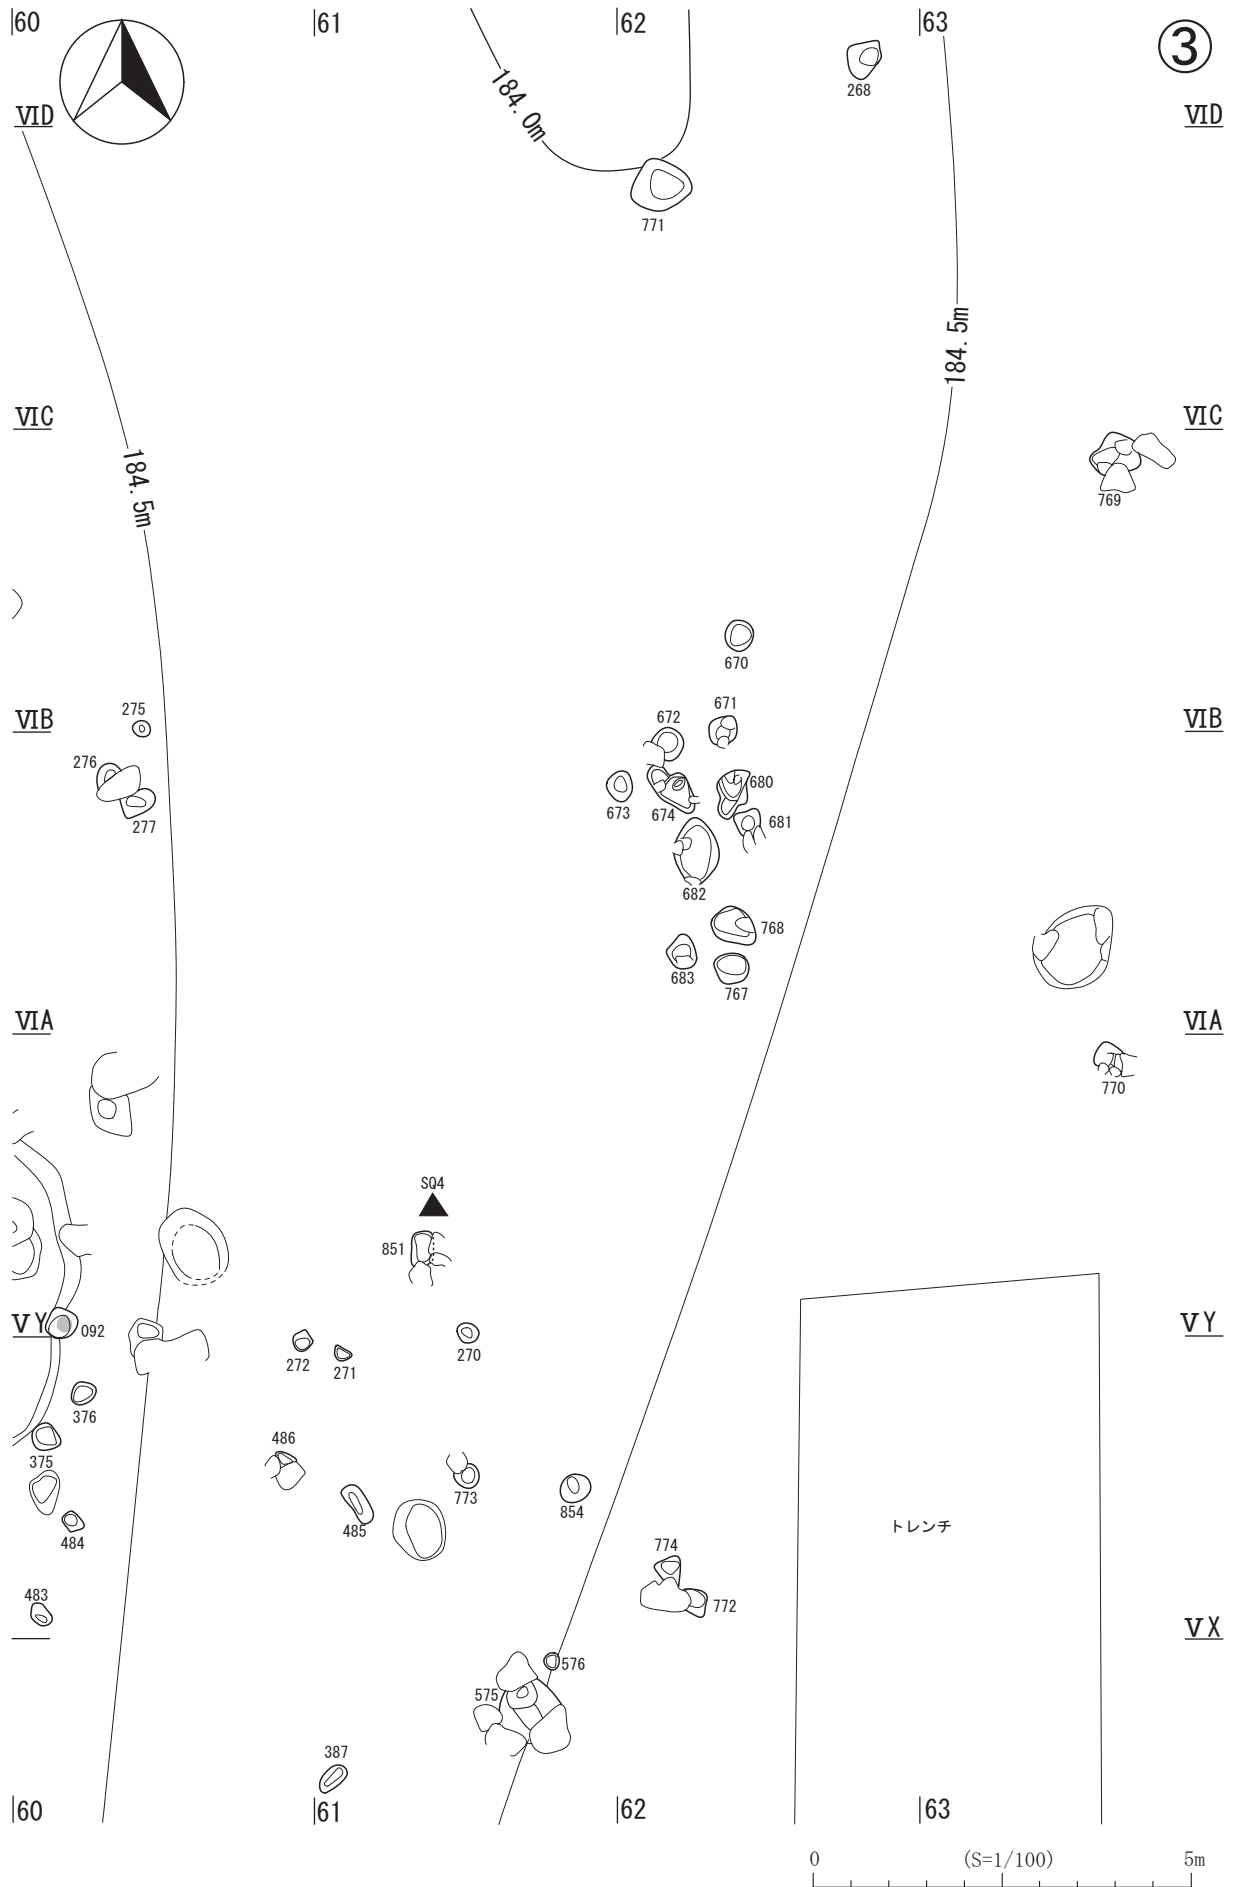 60
61
62
63
③
268
VID
VID
184.0m
771
184.5m
VIC
VIC
184.5m
769
670
275
VIB
672
671
VIB
276
680
277
673
674
681
682
768
683
767
VIA
VIA
770
SQ4
851
VY
092
272
271
270
VY
376
375
486
773
485
854
484
トレンチ
774
483
772
VX
576
575
387
60
61
62
63
0
(S=1/100)
5m